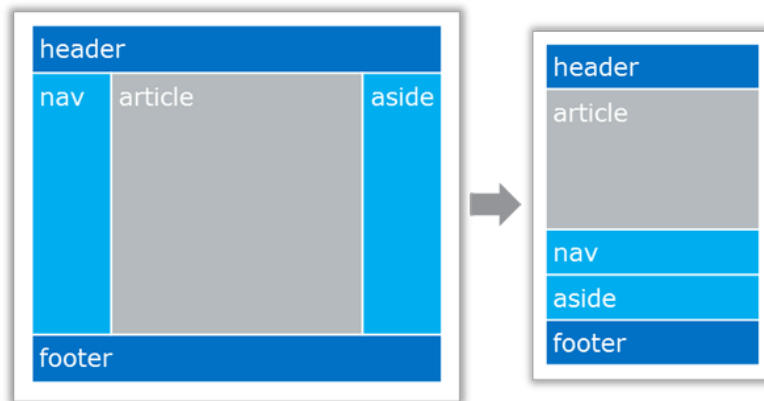 header
nav article aside
footer
header
article
nav
aside
footer